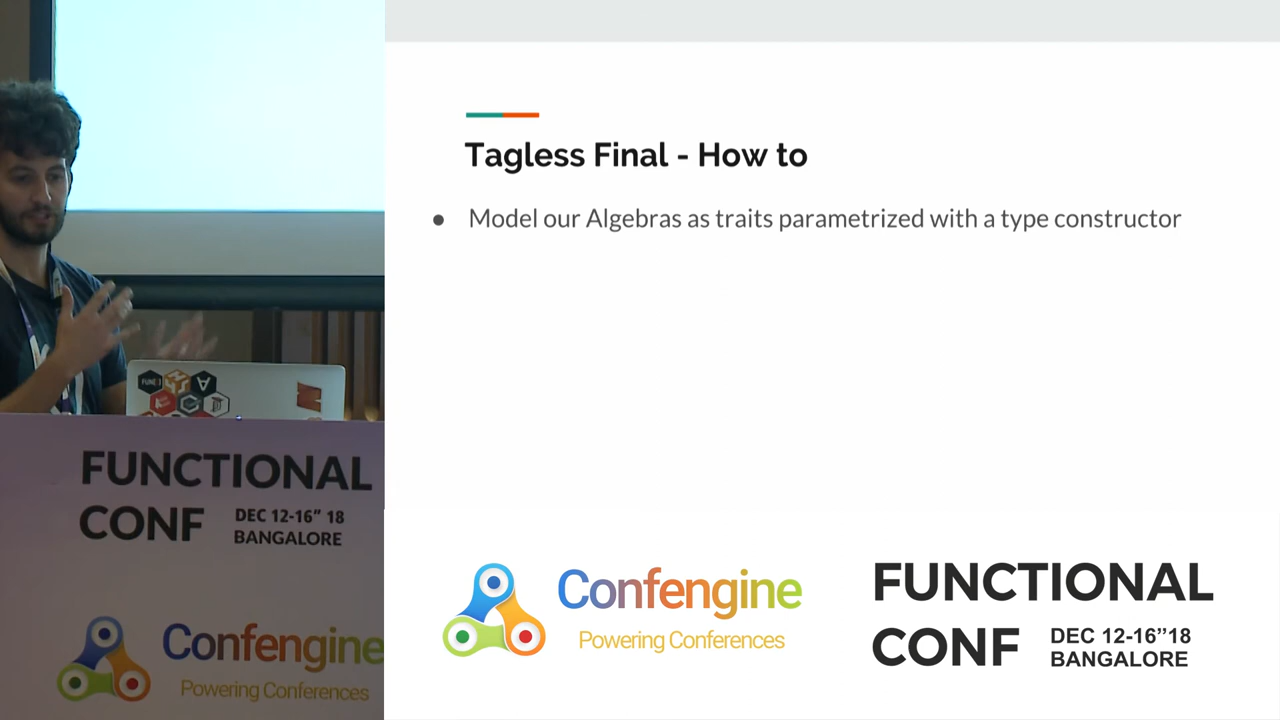 Tagless Final - How to
● Model our Algebras as traits parametrized with a type constructor
FUNCTIONAL
CONF
DEC 12-16” 18
BANGALORE
Confengine
Powering Conferences
Confengine
Powering Conferences
FUNCTIONAL
CONF
DEC 12-16”18
BANGALORE